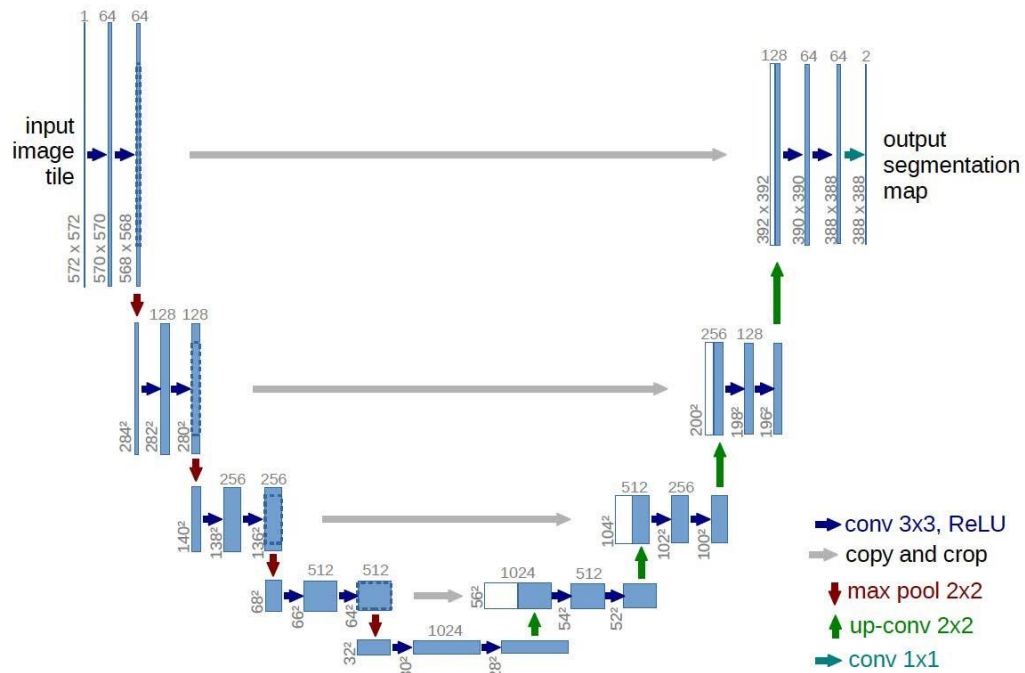 1 64 64
128 64 64 2
input
image
tile
output
segmentation
map
572 x 572
570 x 570
568 x 568
392 x 392
390 x 390
388 x 388
388 x 388
128 128
256 128
284²
282²
280²
200²
198²
196²
256 256
512 256
140²
138²
136²
104²
102²
100²
512 512
1024 512
68²
66²
64²
56²
54²
52²
1024
32²
28²
conv 3x3, ReLU
copy and crop
max pool 2x2
up-conv 2x2
conv 1x1